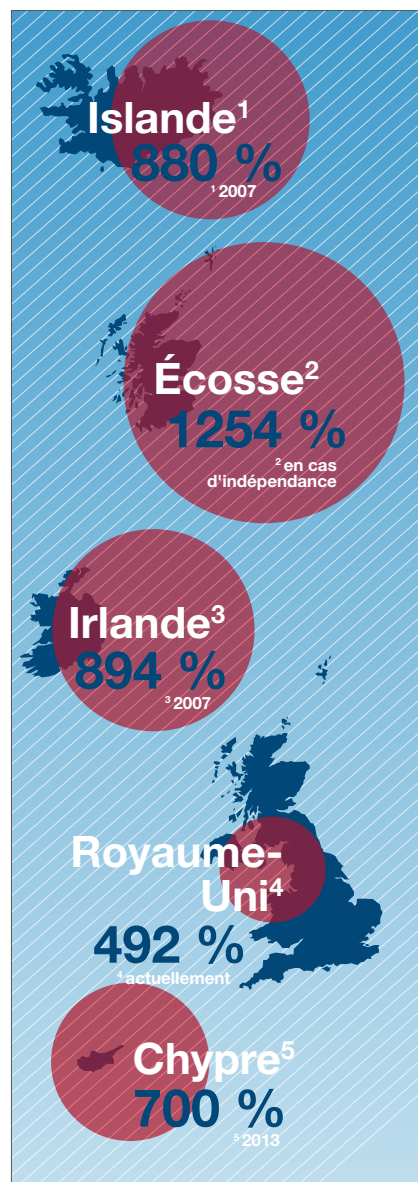 Islande¹
880 %
¹ 2007
Écosse²
1254 %
² en cas
d'indépendance
Irlande³
894 %
³ 2007
Royaume-
Uni⁴
492 %
⁴ actuellement
Chypre⁵
700 %
⁵ 2013